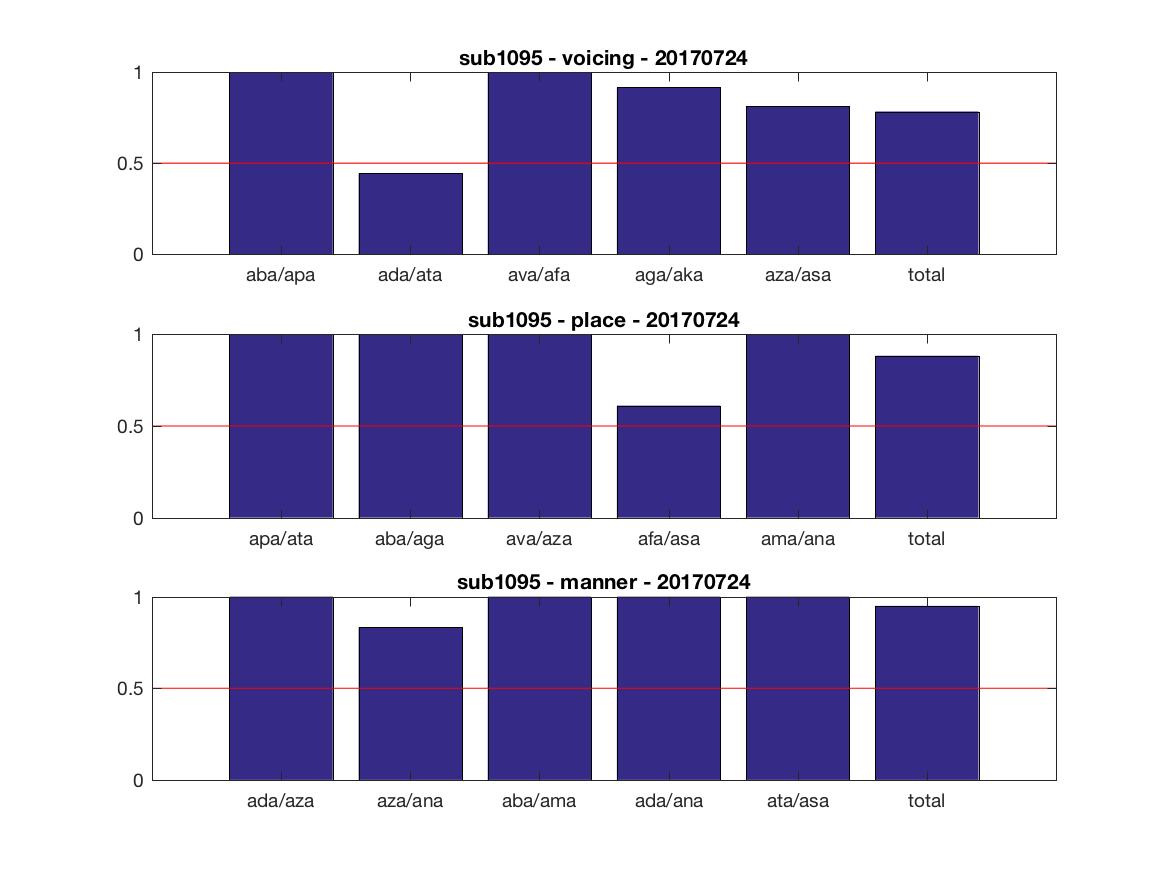 sub1095 - voicing - 20170724
1
0.5
0
aba/apa ada/ata ava/afa aga/aka aza/asa total
sub1095 - place - 20170724
1
0.5
0
apa/ata aba/aga ava/aza afa/asa ama/ana total
sub1095 - manner - 20170724
1
0.5
0
ada/aza aza/ana aba/ama ada/ana ata/asa total